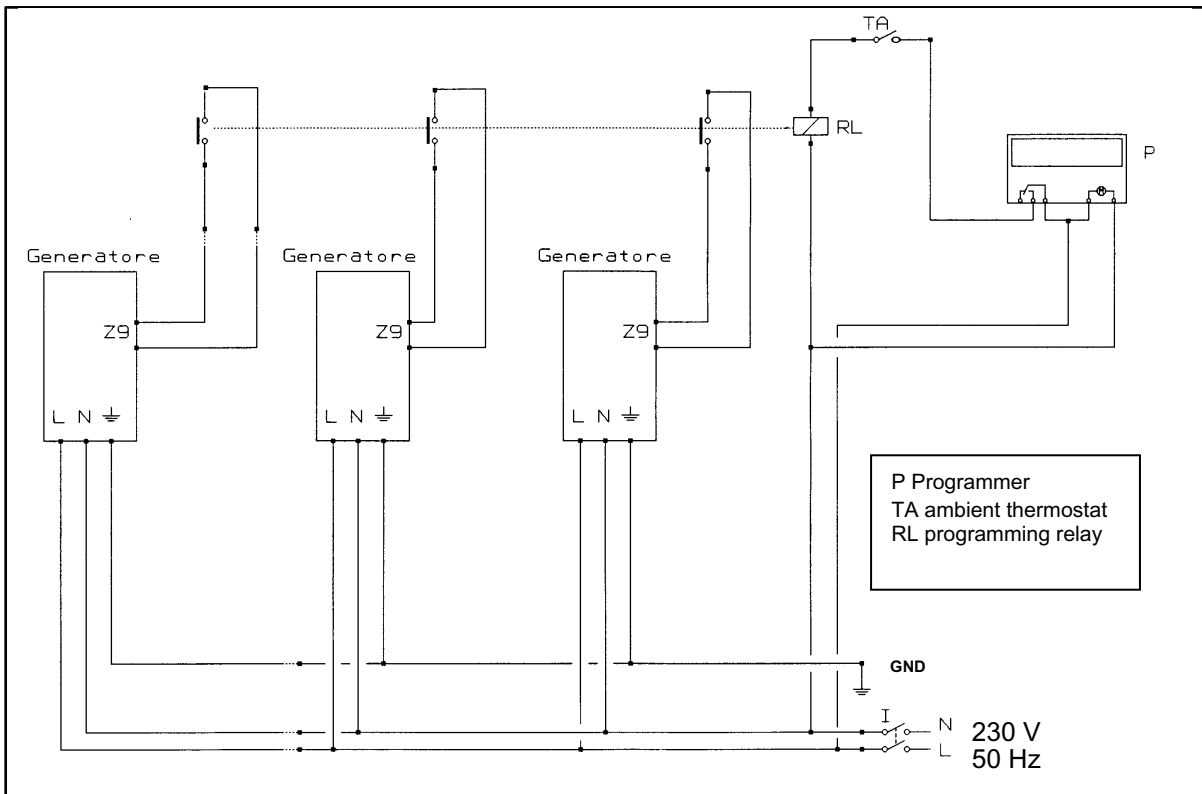 TA
RL
P
M
Generatore
Generatore
Generatore
Z9
Z9
Z9
L N
L N
L N
P Programmer
TA ambient thermostat
RL programming relay
GND
I
N
230 V
L
50 Hz